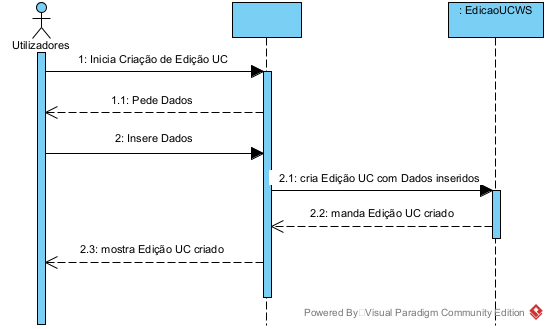 : EdicaoUCWS
Utilizadores
1: Inicia Criação de Edição UC
1.1: Pede Dados
2: Insere Dados
2.1: cria Edição UC com Dados inseridos
2.2: manda Edição UC criado
2.3: mostra Edição UC criado
Powered By Visual Paradigm Community Edition